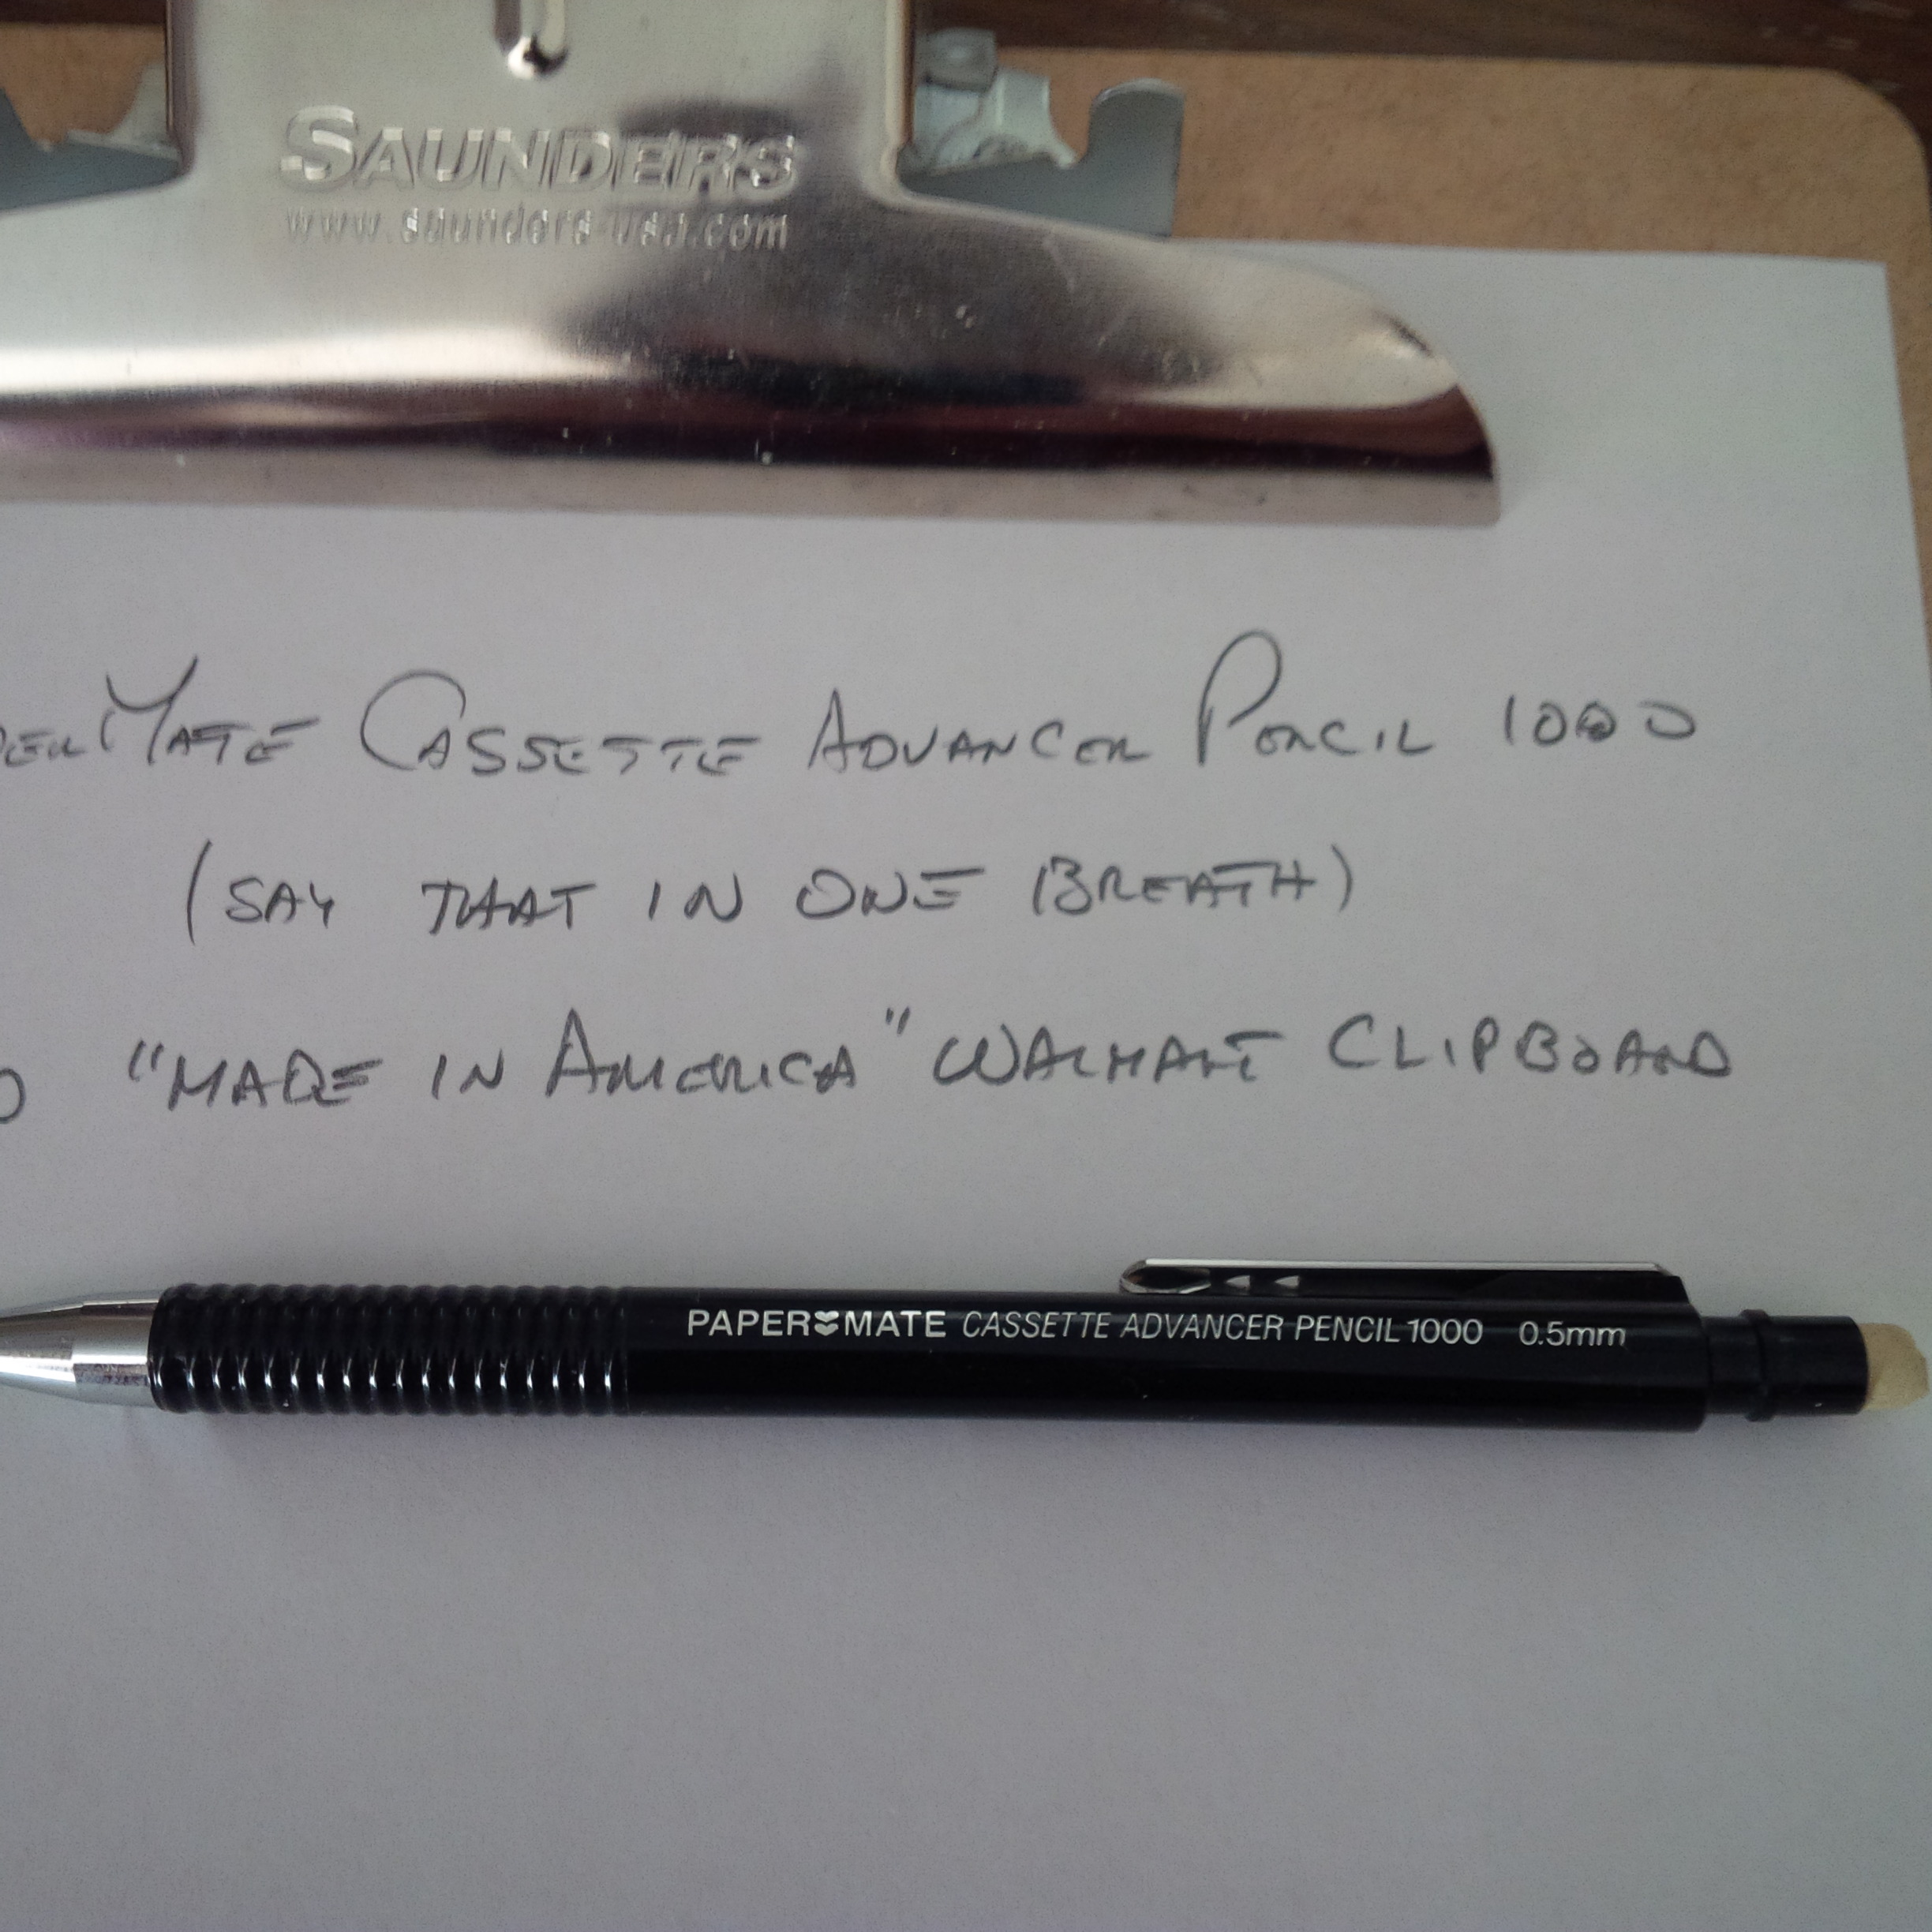 SAUNDERS
www.saunders-usa.com
PERMATE CASSETTE ADVANCER PENCIL 1000
(SAY THAT IN ONE BREATH)
"MADE IN AMERICA" WALMART CLIPBOARD
PAPER MATE CASSETTE ADVANCER PENCIL 1000 0.5mm